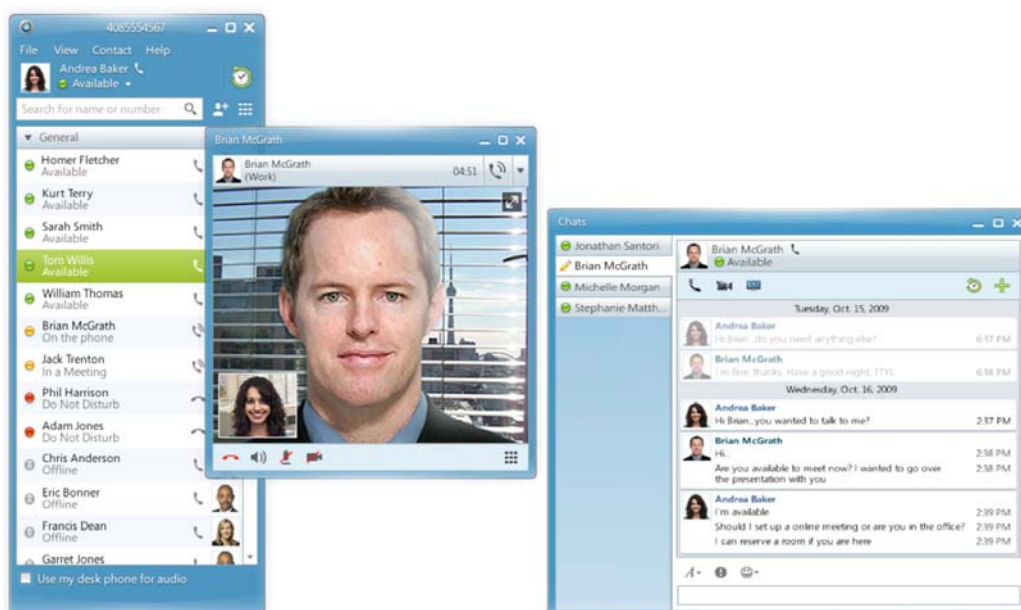 4085554567
File View Contact Help
Andrea Baker
Available
Search for name or number
General
Homer Fletcher
Available
Kurt Terry
Available
Sarah Smith
Available
Tom Willis
Available
William Thomas
Available
Brian McGrath
On the phone
Jack Trenton
In a Meeting
Phil Harrison
Do Not Disturb
Adam Jones
Do Not Disturb
Chris Anderson
Offline
Eric Bonner
Offline
Francis Dean
Offline
Garret Jones
Use my desk phone for audio
Brian McGrath
Brian McGrath
(Work)
04:51
Chats
Jonathan Santori
Brian McGrath
Michelle Morgan
Stephanie Matth...
Brian McGrath
Available
Tuesday, Oct. 15, 2009
Andrea Baker
Hi Brian..do you need anything else? 6:37 PM
Brian McGrath
I'm fine, thanks. Have a good night, TTYL 6:38 PM
Wednesday, Oct. 16, 2009
Andrea Baker
Hi Brian..you wanted to talk to me? 2:37 PM
Brian McGrath
Hi.. 2:38 PM
Are you available to meet now? I wanted to go over 2:38 PM
the presentation with you
Andrea Baker
I'm available 2:39 PM
Should I set up a online meeting or are you in the office? 2:39 PM
I can reserve a room if you are here 2:39 PM
A